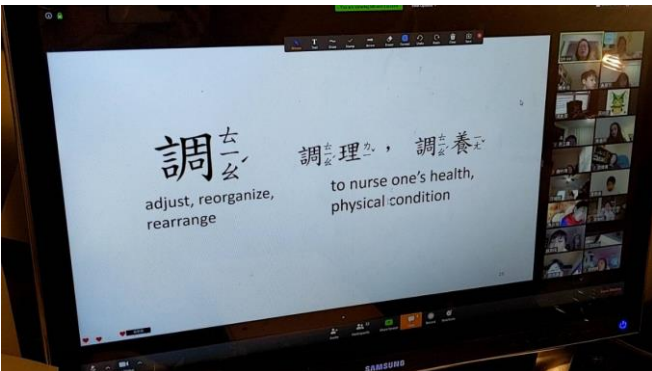 調ㄊㄧㄠˊ
調ㄊㄧㄠˊ理ㄌㄧˇ，調ㄊㄧㄠˊ養ㄧㄤˇ
adjust, reorganize,
rearrange
to nurse one's health,
physical condition
SAMSUNG